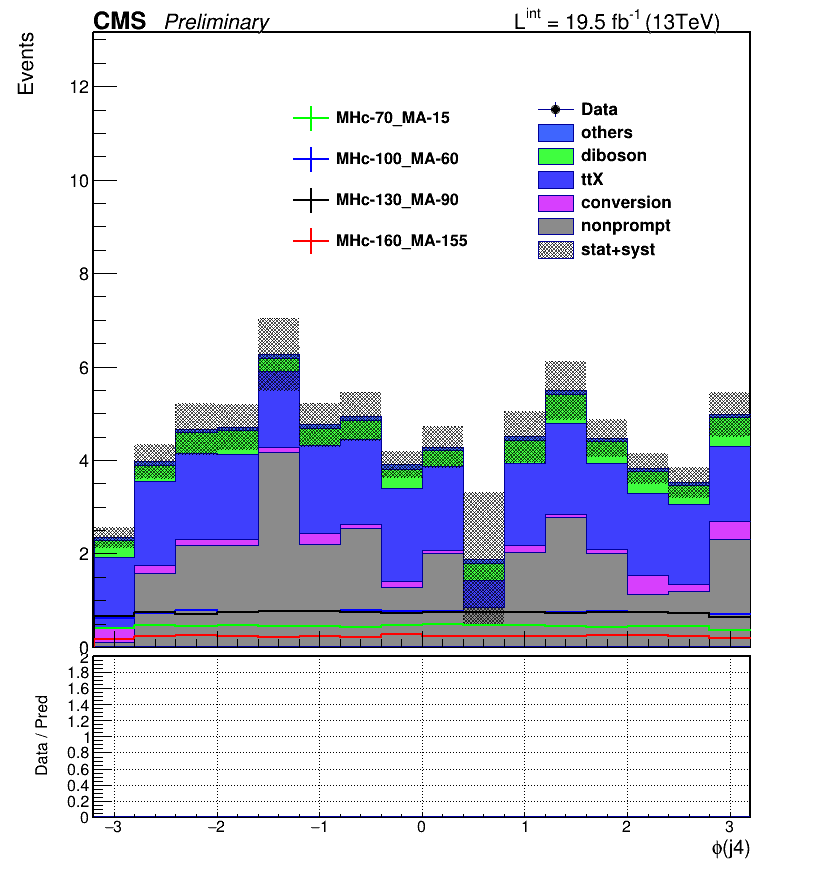 CMS Preliminary L^int = 19.5 fb^-1 (13TeV)
Events
12
10
8
6
4
2
0
MHc-70_MA-15
MHc-100_MA-60
MHc-130_MA-90
MHc-160_MA-155
Data
others
diboson
ttX
conversion
nonprompt
stat+syst
Data / Pred
2
1.8
1.6
1.4
1.2
1
0.8
0.6
0.4
0.2
0
−3 −2 −1 0 1 2 3
ϕ(j4)